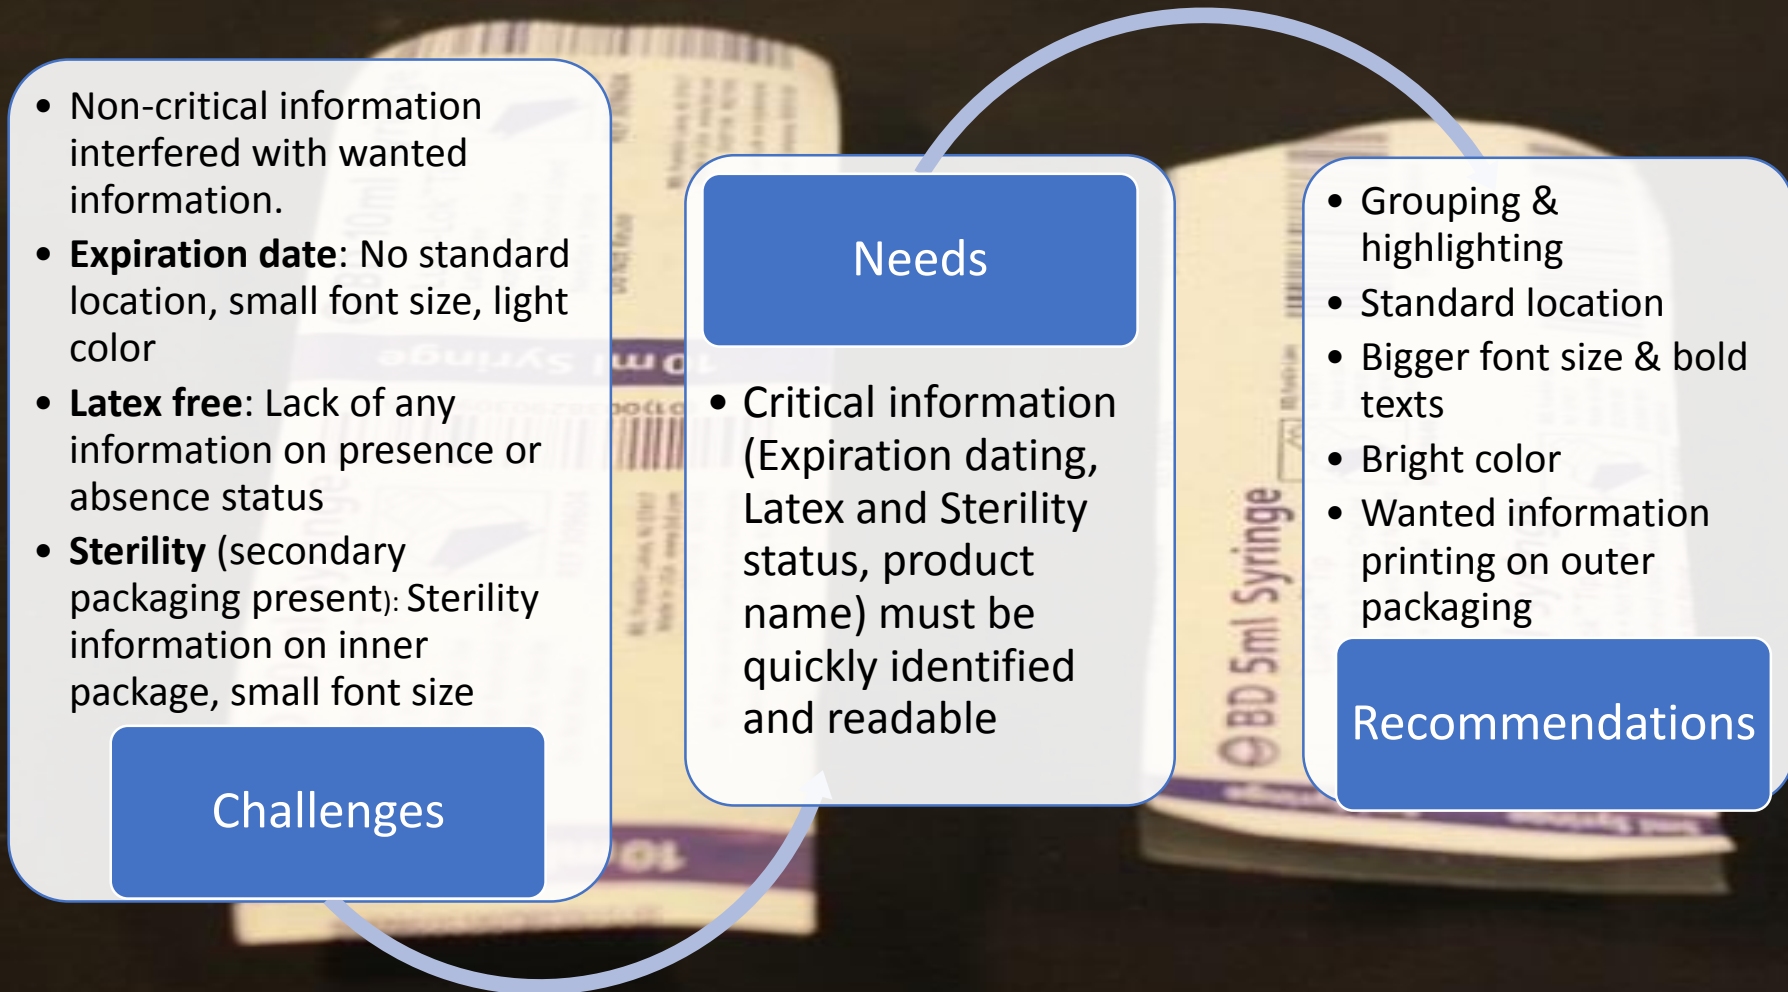 • Non-critical information
interfered with wanted
information.
• Expiration date: No standard
location, small font size, light
color
• Latex free: Lack of any
information on presence or
absence status
• Sterility (secondary
packaging present): Sterility
information on inner
package, small font size
Challenges
Needs
• Critical information
(Expiration dating,
Latex and Sterility
status, product
name) must be
quickly identified
and readable
• Grouping &
highlighting
• Standard location
• Bigger font size & bold
texts
• Bright color
• Wanted information
printing on outer
packaging
Recommendations
10 ml Syringe
BD 5ml Syringe
5ml Syringe